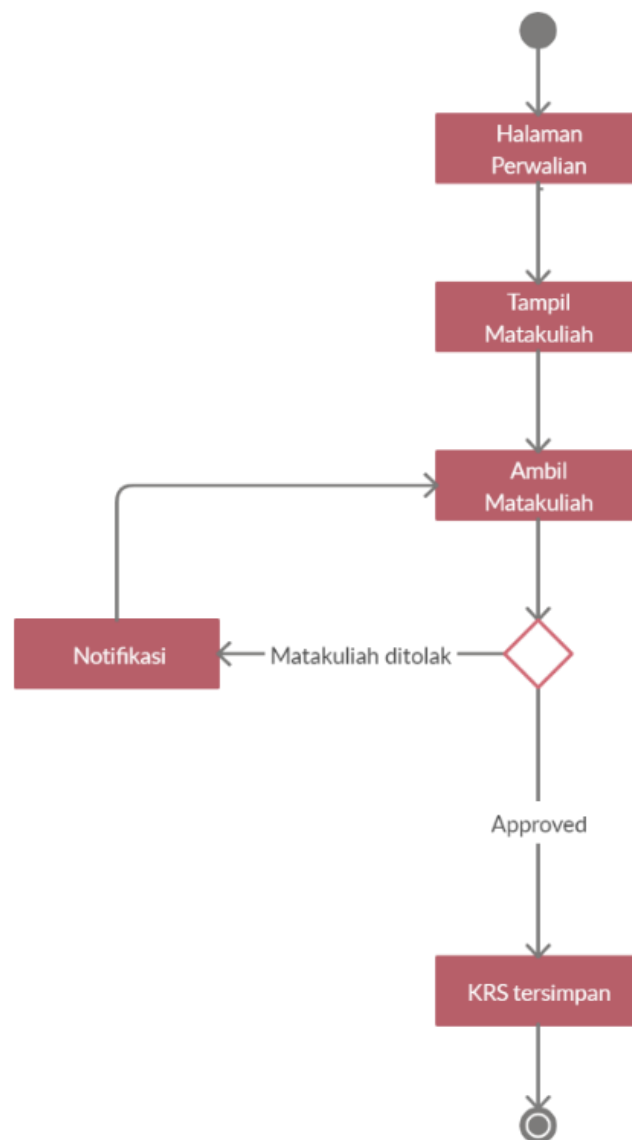 Halaman
Perwalian
Tampil
Matakuliah
Ambil
Matakuliah
Notifikasi
Matakuliah ditolak
Approved
KRS tersimpan